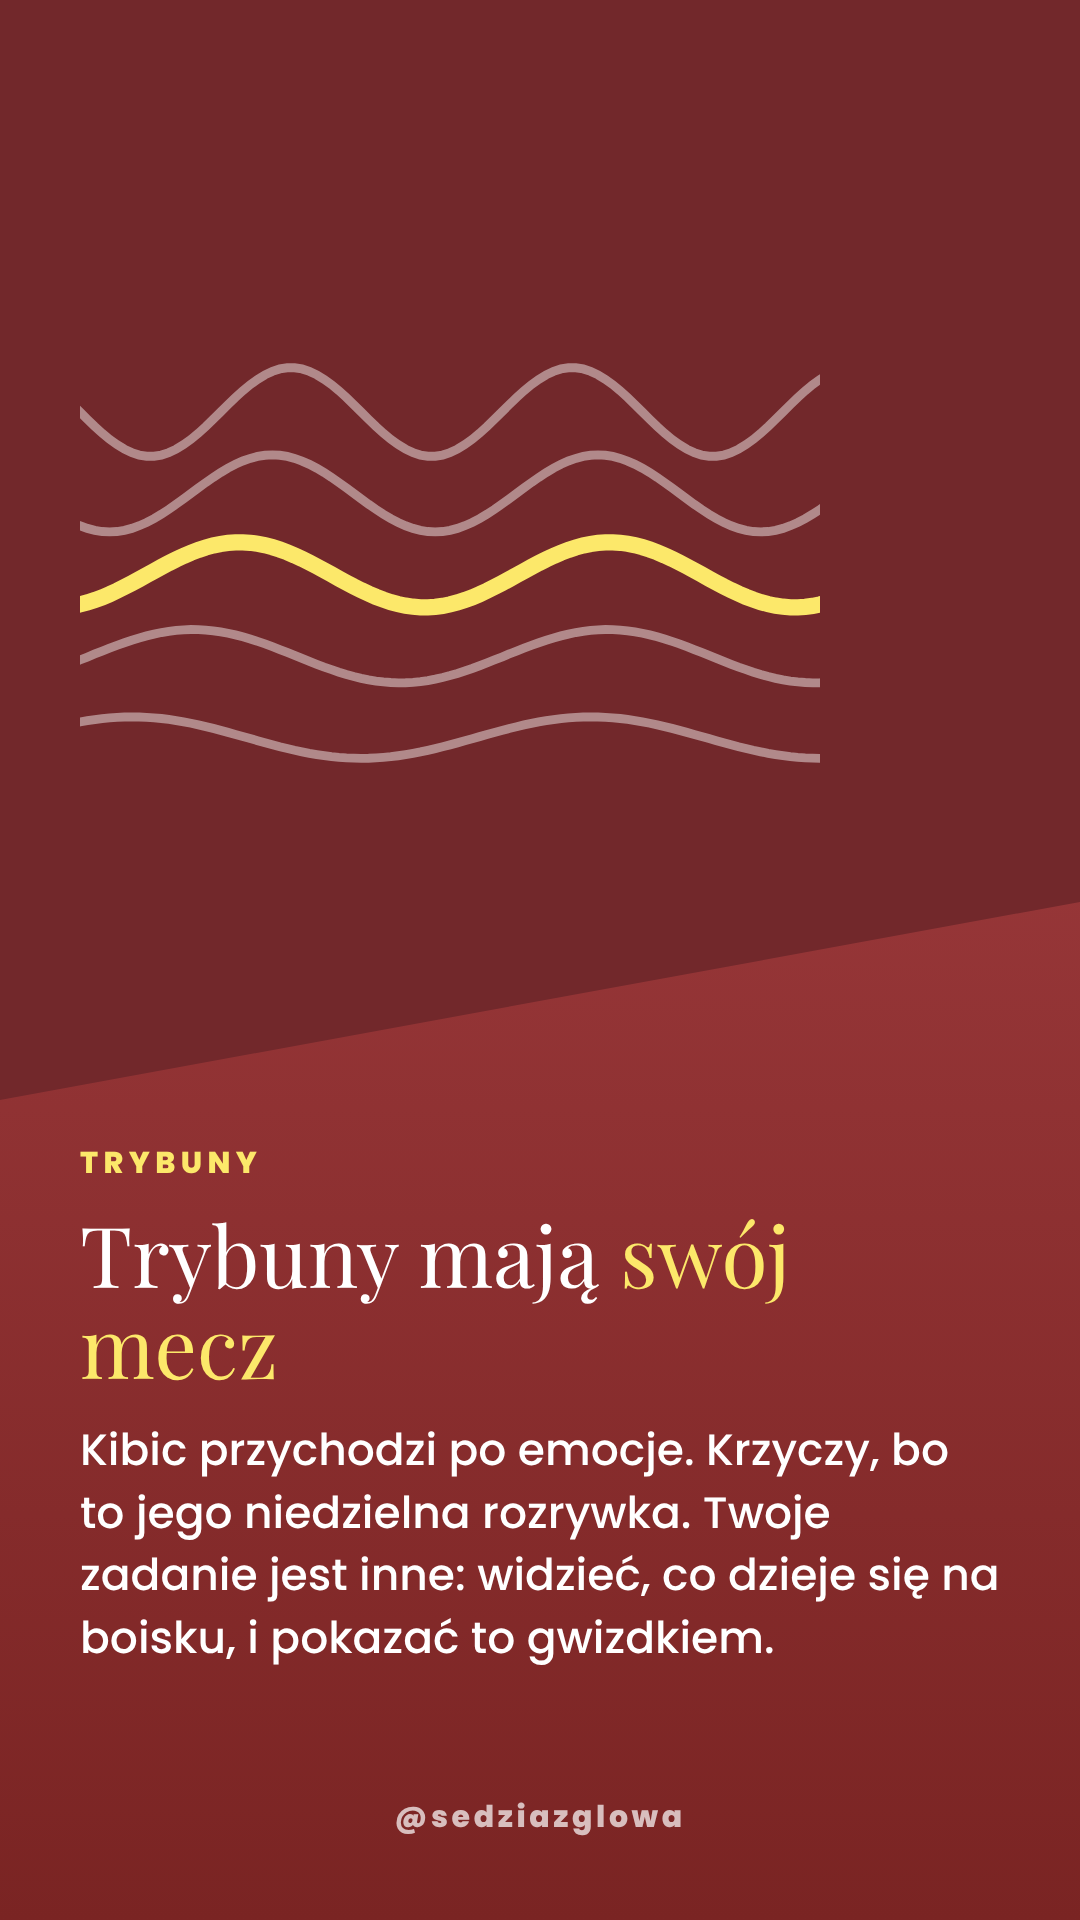 TRYBUNY
Trybuny mają swój
mecz
Kibic przychodzi po emocje. Krzyczy, bo
to jego niedzielna rozrywka. Twoje
zadanie jest inne: widzieć, co dzieje się na
boisku, i pokazać to gwizdkiem.
@sedziazglowa